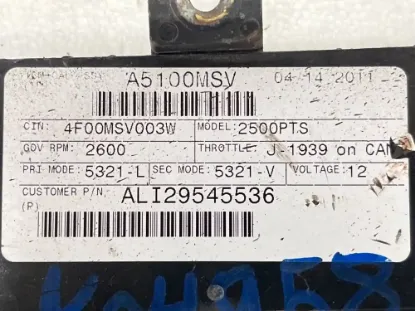 A5100MSV 04-14-2011
CIN: 4F00MSV003W MODEL: 2500PTS
GOV RPM: 2600 THROTTLE: J-1939 on CAN
PRI MODE: 5321-L SEC MODE: 5321-V VOLTAGE: 12
CUSTOMER P/N: ALI29545536
(P)